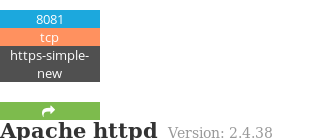 8081
tcp
https-simple-
new
Apache httpd Version: 2.4.38